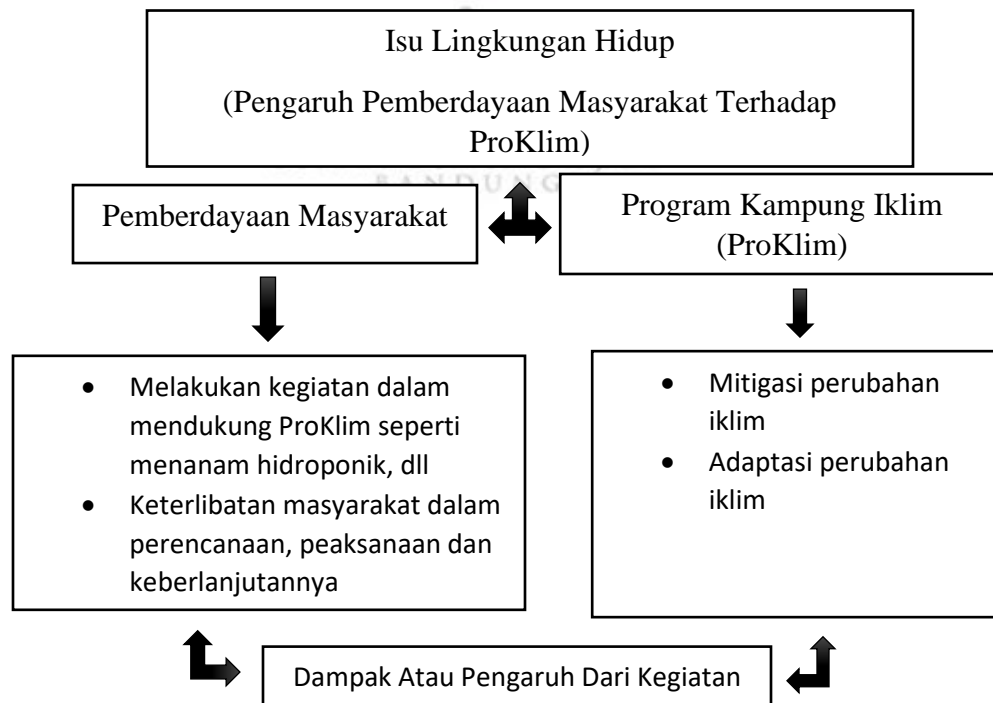 Isu Lingkungan Hidup
(Pengaruh Pemberdayaan Masyarakat Terhadap
ProKlim)
BANDUNG
Pemberdayaan Masyarakat
Program Kampung Iklim
(ProKlim)
• Melakukan kegiatan dalam
mendukung ProKlim seperti
menanam hidroponik, dll
• Keterlibatan masyarakat dalam
perencanaan, peaksanaan dan
keberlanjutannya
• Mitigasi perubahan
iklim
• Adaptasi perubahan
iklim
Dampak Atau Pengaruh Dari Kegiatan